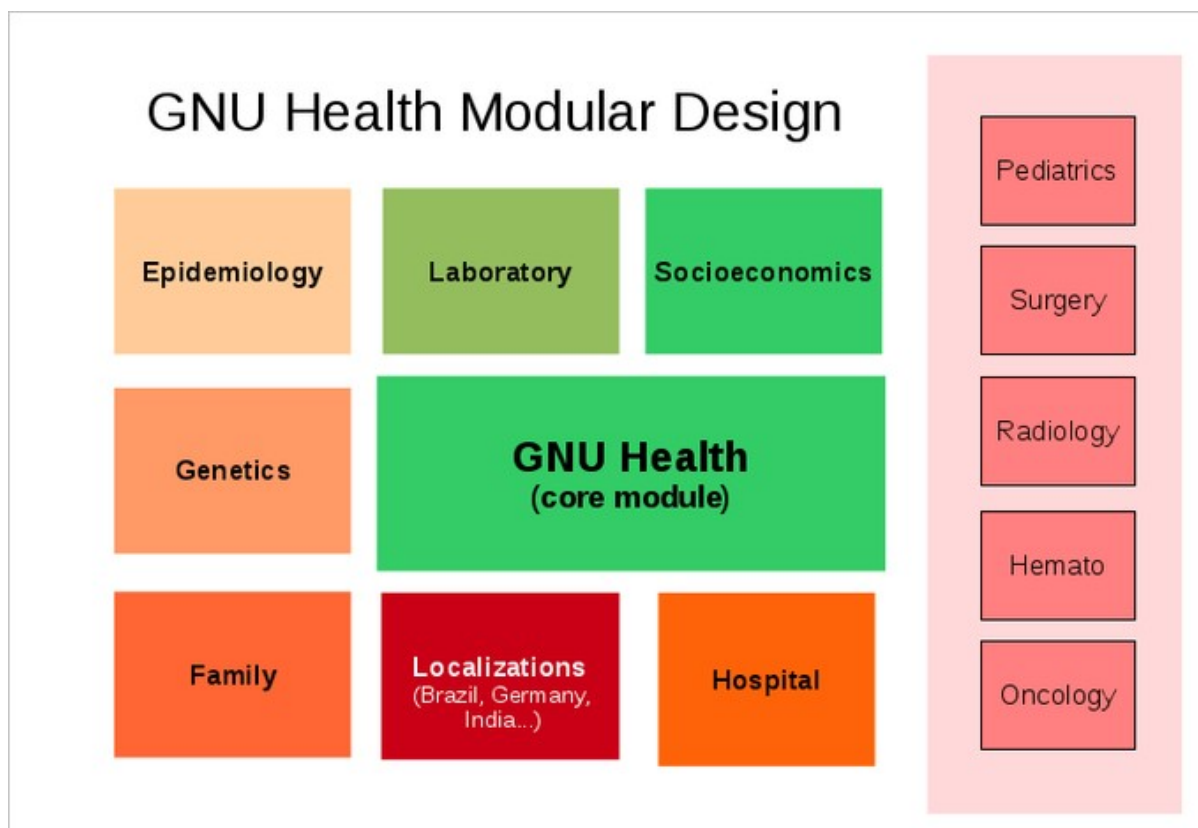 GNU Health Modular Design
Epidemiology
Laboratory
Socioeconomics
Genetics
GNU Health
(core module)
Family
Localizations
(Brazil, Germany,
India...)
Hospital
Pediatrics
Surgery
Radiology
Hemato
Oncology